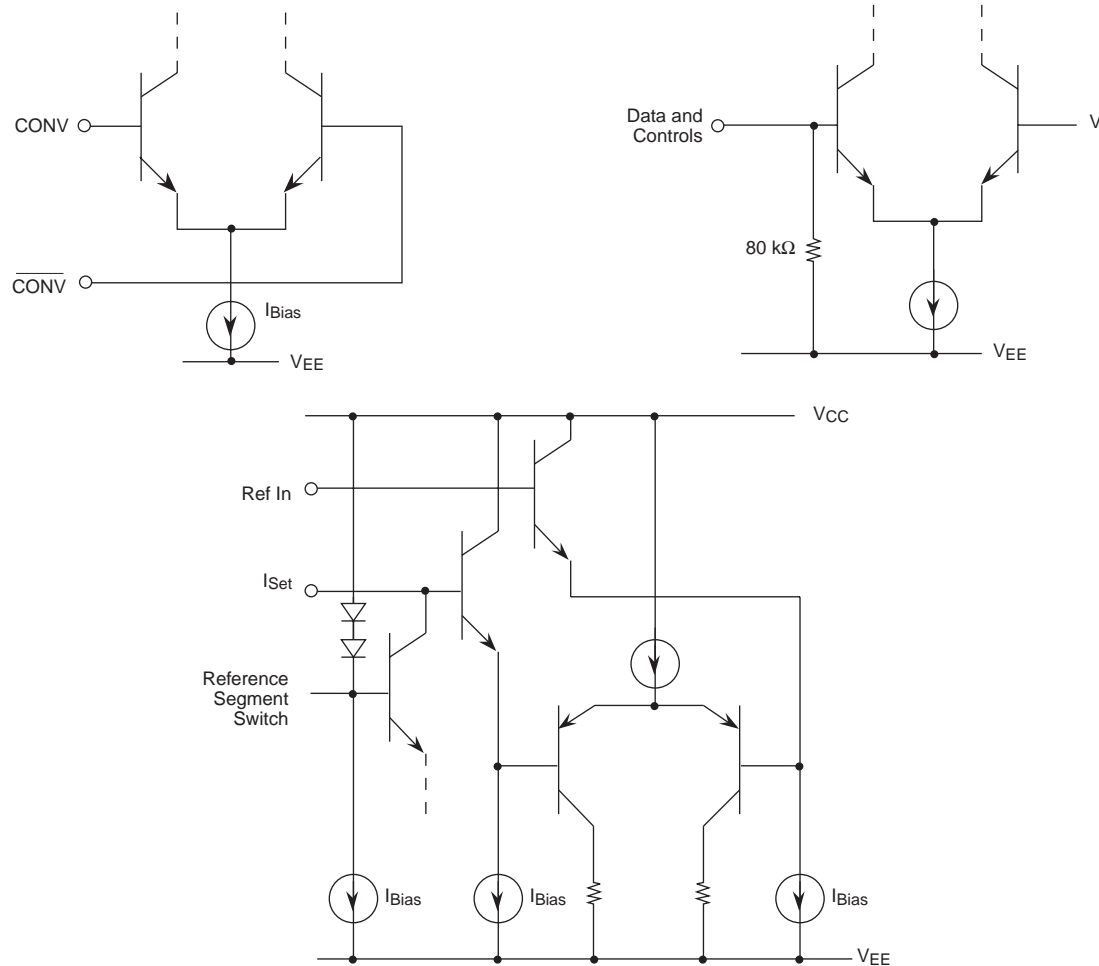 CONV
CONV
IBias
VEE
Data and
Controls
V
80 kΩ
VEE
VCC
Ref In
ISet
Reference
Segment
Switch
IBias
IBias
IBias
VEE